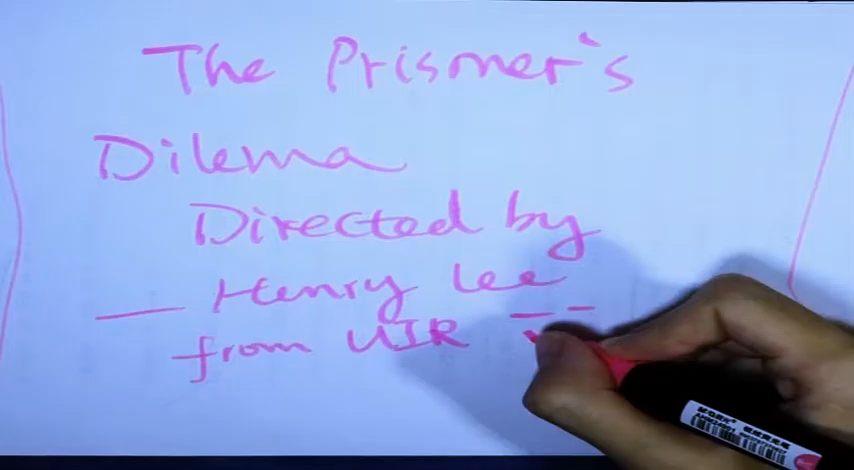 The Prismer's
Dilema
Directed by
— Henry Lee
from UIR